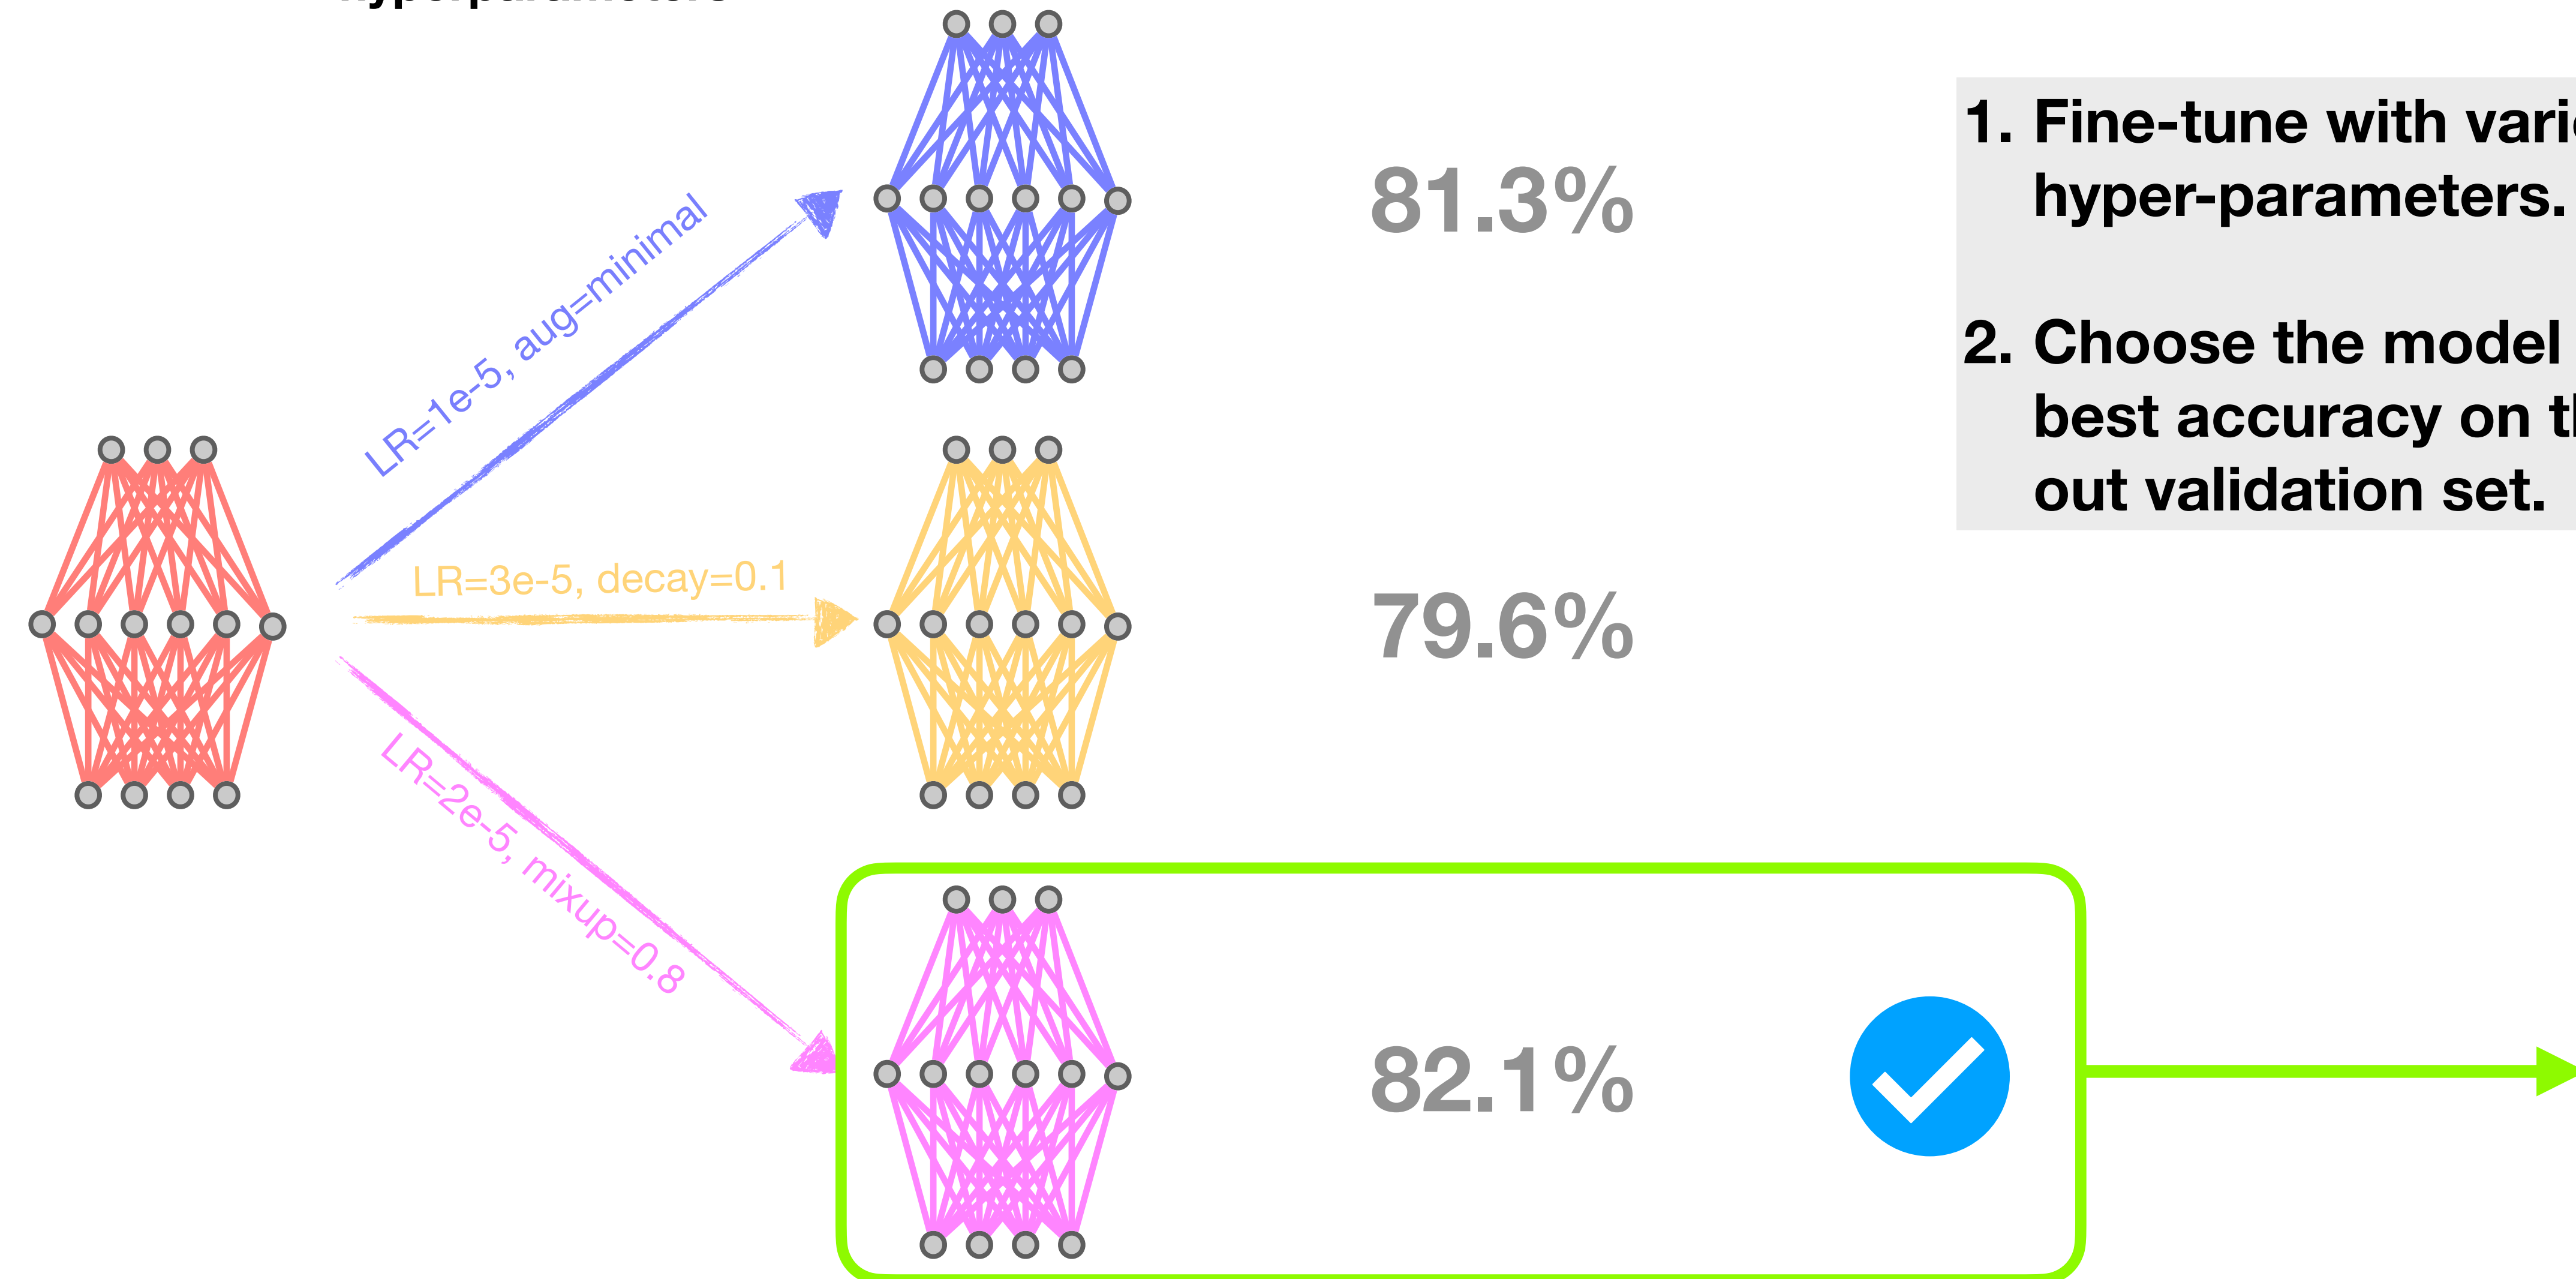 LR=1e-5, aug=minimal
81.3%
LR=3e-5, decay=0.1
79.6%
LR=2e-5, mixup=0.8
82.1%
1. Fine-tune with
hyper-parameters.
2. Choose the model
best accuracy on
out validation set.